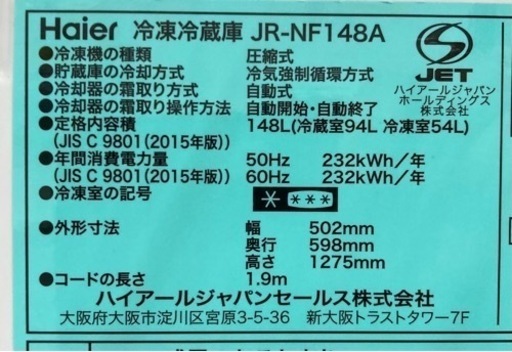 Haier 冷凍冷蔵庫 JR-NF148A
●冷凍機の種類 圧縮式
●貯蔵庫の冷却方式 冷気強制循環方式
●冷却器の霜取り方式 自動式
●冷却器の霜取り操作方法 自動開始・自動終了
●定格内容積 148L(冷蔵室94L 冷凍室54L)
(JIS C 9801(2015年版))
●年間消費電力量 50Hz 232kWh/年
(JIS C 9801(2015年版)) 60Hz 232kWh/年
●冷凍室の記号
●外形寸法 幅 502mm
奥行 598mm
高さ 1275mm
●コードの長さ 1.9m
ハイアールジャパンセールス株式会社
大阪府大阪市淀川区宮原3-5-36 新大阪トラストタワー7F
JET
ハイアールジャパン
ホールディングス
株式会社